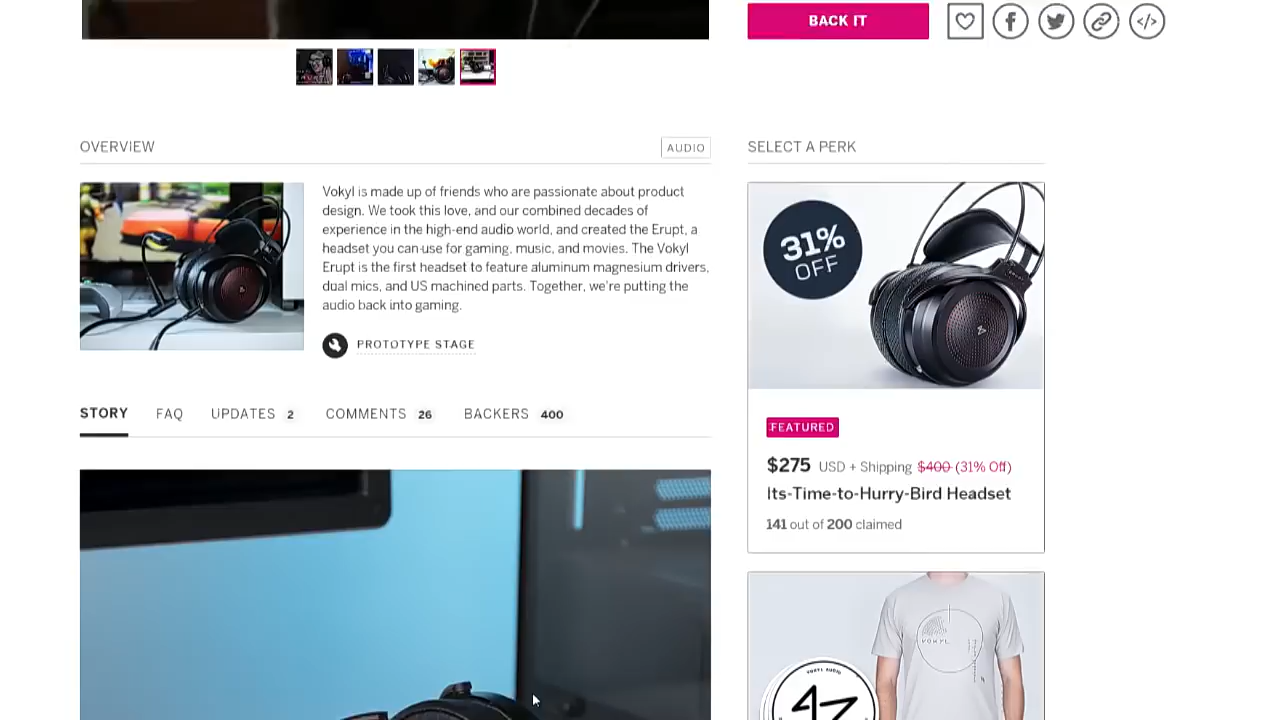 BACK IT
OVERVIEW
AUDIO
Vokyl is made up of friends who are passionate about product
design. We took this love, and our combined decades of
experience in the high-end audio world, and created the Erupt, a
headset you can use for gaming, music, and movies. The Vokyl
Erupt is the first headset to feature aluminum magnesium drivers,
dual mics, and US machined parts. Together, we're putting the
audio back into gaming.
PROTOTYPE STAGE
STORY FAQ UPDATES 2 COMMENTS 26 BACKERS 400
SELECT A PERK
31%
OFF
FEATURED
$275 USD + Shipping $400 (31% Off)
Its-Time-to-Hurry-Bird Headset
141 out of 200 claimed
VOKYL
VOKYL AUDIO